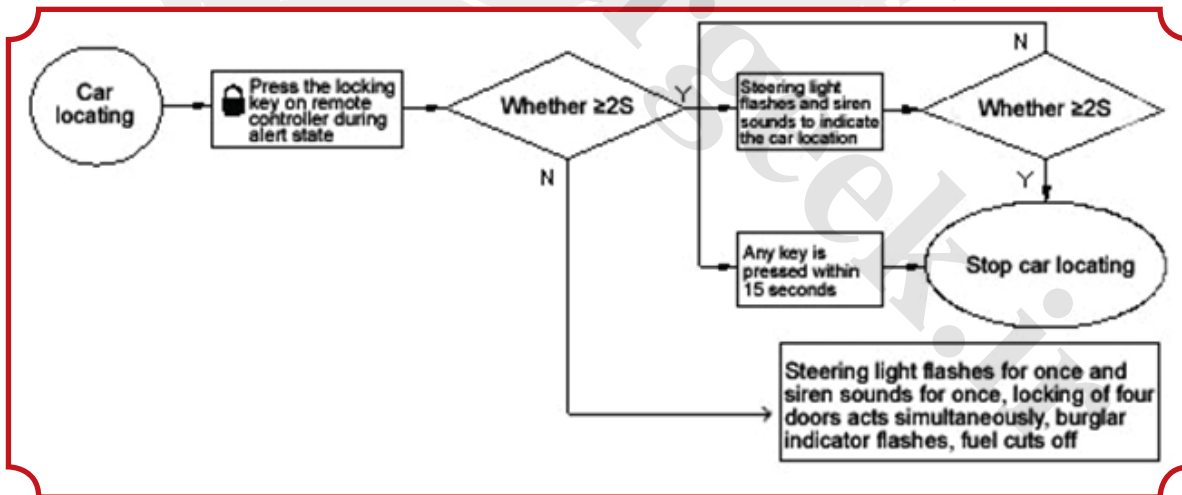 Car
locating
Press the locking
key on remote
controller during
alert state
Whether ≥2S
Y
N
Steering light
flashes and siren
sounds to indicate
the car location
Whether ≥2S
N
Y
Any key is
pressed within
15 seconds
Stop car locating
Steering light flashes for once and
siren sounds for once, locking of four
doors acts simultaneously, burglar
indicator flashes, fuel cuts off